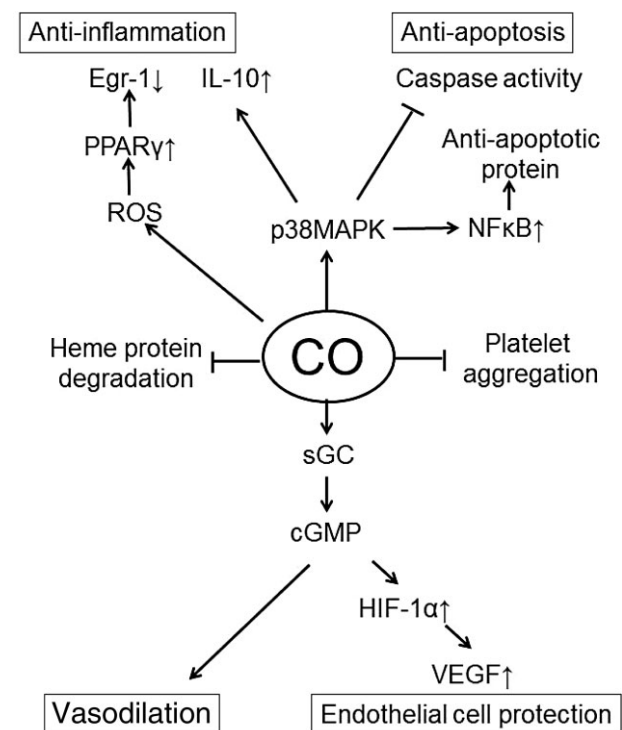 Anti-inflammation
Anti-apoptosis
Egr-1↓
IL-10↑
Caspase activity
PPARγ↑
Anti-apoptotic
protein
ROS
p38MAPK
NFκB↑
Heme protein
degradation
CO
Platelet
aggregation
sGC
cGMP
HIF-1α↑
VEGF↑
Vasodilation
Endothelial cell protection